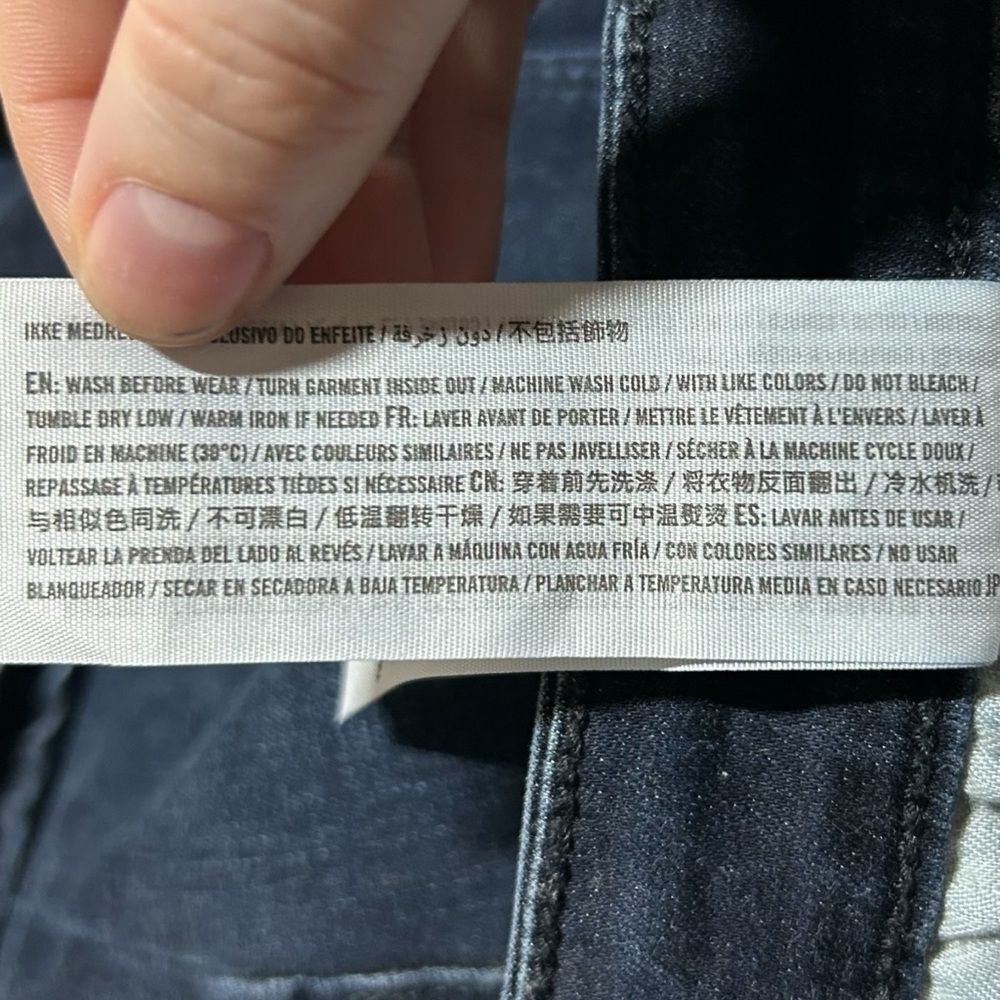 IKKE MEDRE EXCLUSIVO DO ENFEITE / دون زخرفة / 不包括飾物
EN: WASH BEFORE WEAR / TURN GARMENT INSIDE OUT / MACHINE WASH COLD / WITH LIKE COLORS / DO NOT BLEACH /
TUMBLE DRY LOW / WARM IRON IF NEEDED FR: LAVER AVANT DE PORTER / METTRE LE VÊTEMENT À L'ENVERS / LAVER À
FROID EN MACHINE (30°C) / AVEC COULEURS SIMILAIRES / NE PAS JAVELLISER / SÉCHER À LA MACHINE CYCLE DOUX /
REPASSAGE À TEMPÉRATURES TIÈDES SI NÉCESSAIRE CN: 穿着前先洗涤 / 将衣物反面翻出 / 冷水机洗 /
与相似色同洗 / 不可漂白 / 低温翻转干燥 / 如果需要可中温熨烫 ES: LAVAR ANTES DE USAR /
VOLTEAR LA PRENDA DEL LADO AL REVÉS / LAVAR A MÁQUINA CON AGUA FRÍA / CON COLORES SIMILARES / NO USAR
BLANQUEADOR / SECAR EN SECADORA A BAJA TEMPERATURA / PLANCHAR A TEMPERATURA MEDIA EN CASO NECESARIO JP